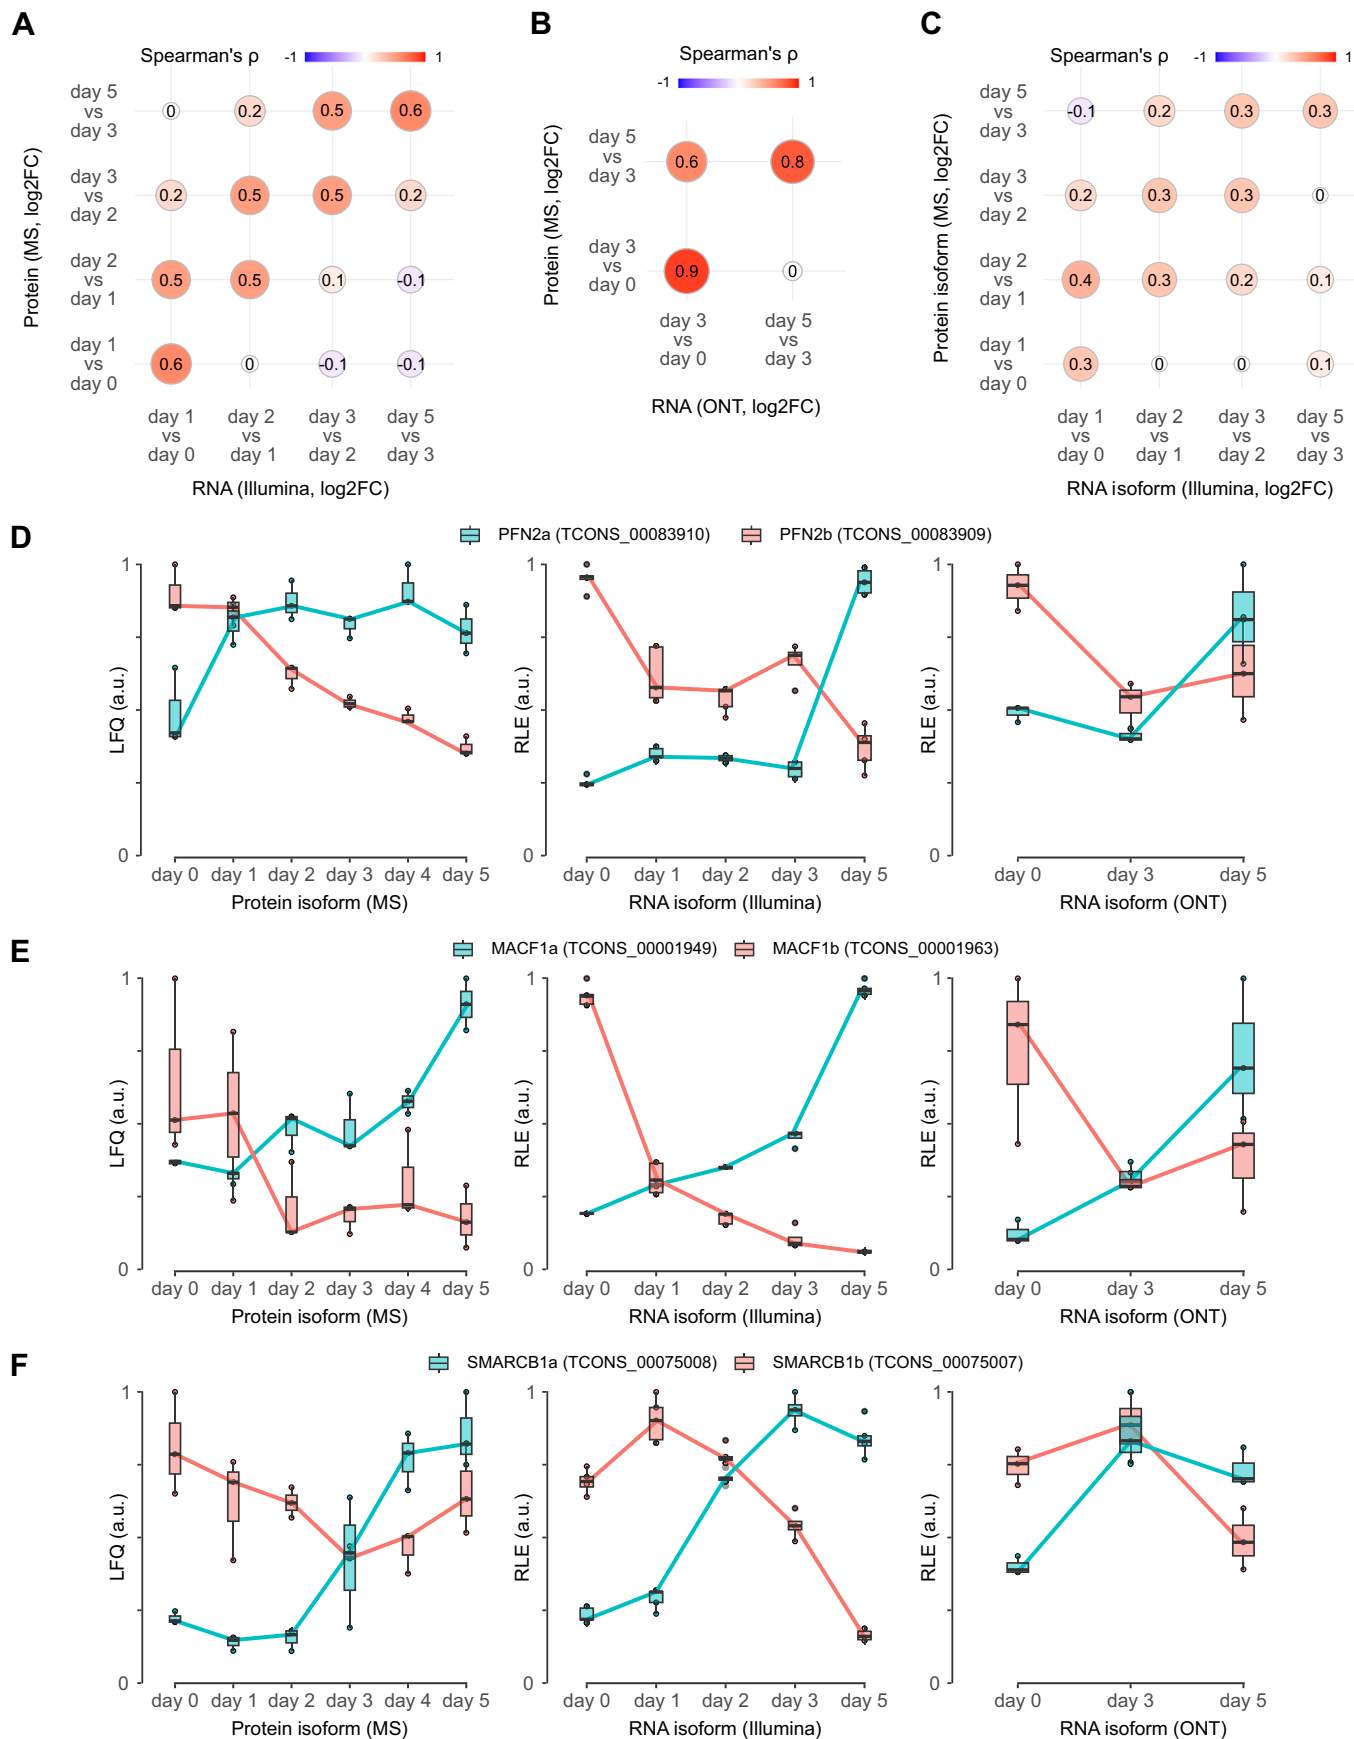 A
Spearman's ρ -1 1
day 5 vs day 3
0 0.2 0.5 0.6
day 3 vs day 2
0.2 0.5 0.5 0.2
day 2 vs day 1
0.5 0.5 0.1 -0.1
day 1 vs day 0
0.6 0 -0.1 -0.1
Protein (MS, log2FC)
day 1 vs day 0
day 2 vs day 1
day 3 vs day 2
day 5 vs day 3
RNA (Illumina, log2FC)
B
Spearman's ρ
-1 1
day 5 vs day 3
0.6 0.8
day 3 vs day 0
0.9 0
Protein (MS, log2FC)
day 3 vs day 0
day 5 vs day 3
RNA (ONT, log2FC)
C
Spearman's ρ -1 1
day 5 vs day 3
-0.1 0.2 0.3 0.3
day 3 vs day 2
0.2 0.3 0.3 0
day 2 vs day 1
0.4 0.3 0.2 0.1
day 1 vs day 0
0.3 0 0 0.1
Protein isoform (MS, log2FC)
day 1 vs day 0
day 2 vs day 1
day 3 vs day 2
day 5 vs day 3
RNA isoform (Illumina, log2FC)
D
PFN2a (TCONS_00083910) PFN2b (TCONS_00083909)
1
LFQ (a.u.)
0
day 0 day 1 day 2 day 3 day 4 day 5
Protein isoform (MS)
1
RLE (a.u.)
0
day 0 day 1 day 2 day 3 day 5
RNA isoform (Illumina)
1
RLE (a.u.)
0
day 0 day 3 day 5
RNA isoform (ONT)
E
MACF1a (TCONS_00001949) MACF1b (TCONS_00001963)
1
LFQ (a.u.)
0
day 0 day 1 day 2 day 3 day 4 day 5
Protein isoform (MS)
1
RLE (a.u.)
0
day 0 day 1 day 2 day 3 day 5
RNA isoform (Illumina)
1
RLE (a.u.)
0
day 0 day 3 day 5
RNA isoform (ONT)
F
SMARCB1a (TCONS_00075008) SMARCB1b (TCONS_00075007)
1
LFQ (a.u.)
0
day 0 day 1 day 2 day 3 day 4 day 5
Protein isoform (MS)
1
RLE (a.u.)
0
day 0 day 1 day 2 day 3 day 5
RNA isoform (Illumina)
1
RLE (a.u.)
0
day 0 day 3 day 5
RNA isoform (ONT)